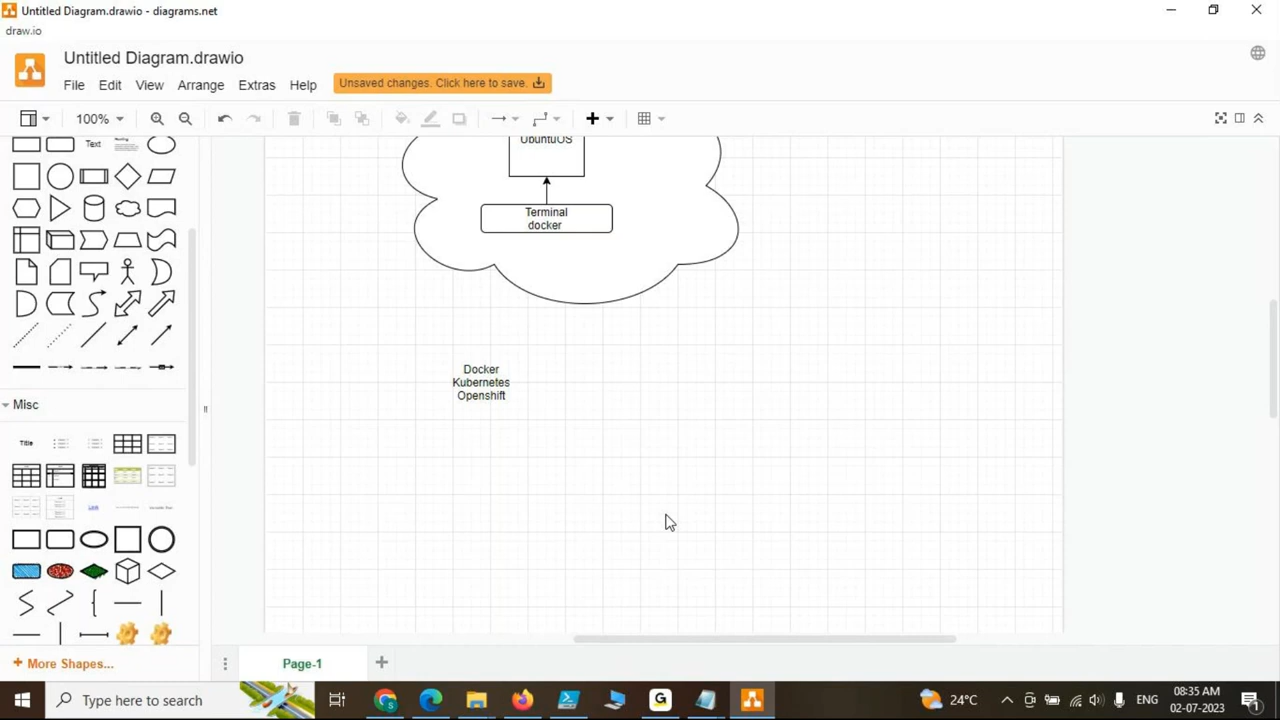 Untitled Diagram.drawio - diagrams.net
draw.io
Untitled Diagram.drawio
File Edit View Arrange Extras Help Unsaved changes. Click here to save.
100%
Text
UbuntuOS
Terminal
docker
Docker
Kubernetes
Openshift
Misc
Title
Link
+ More Shapes...
Page-1
Type here to search
24°C
ENG
08:35 AM
02-07-2023
1